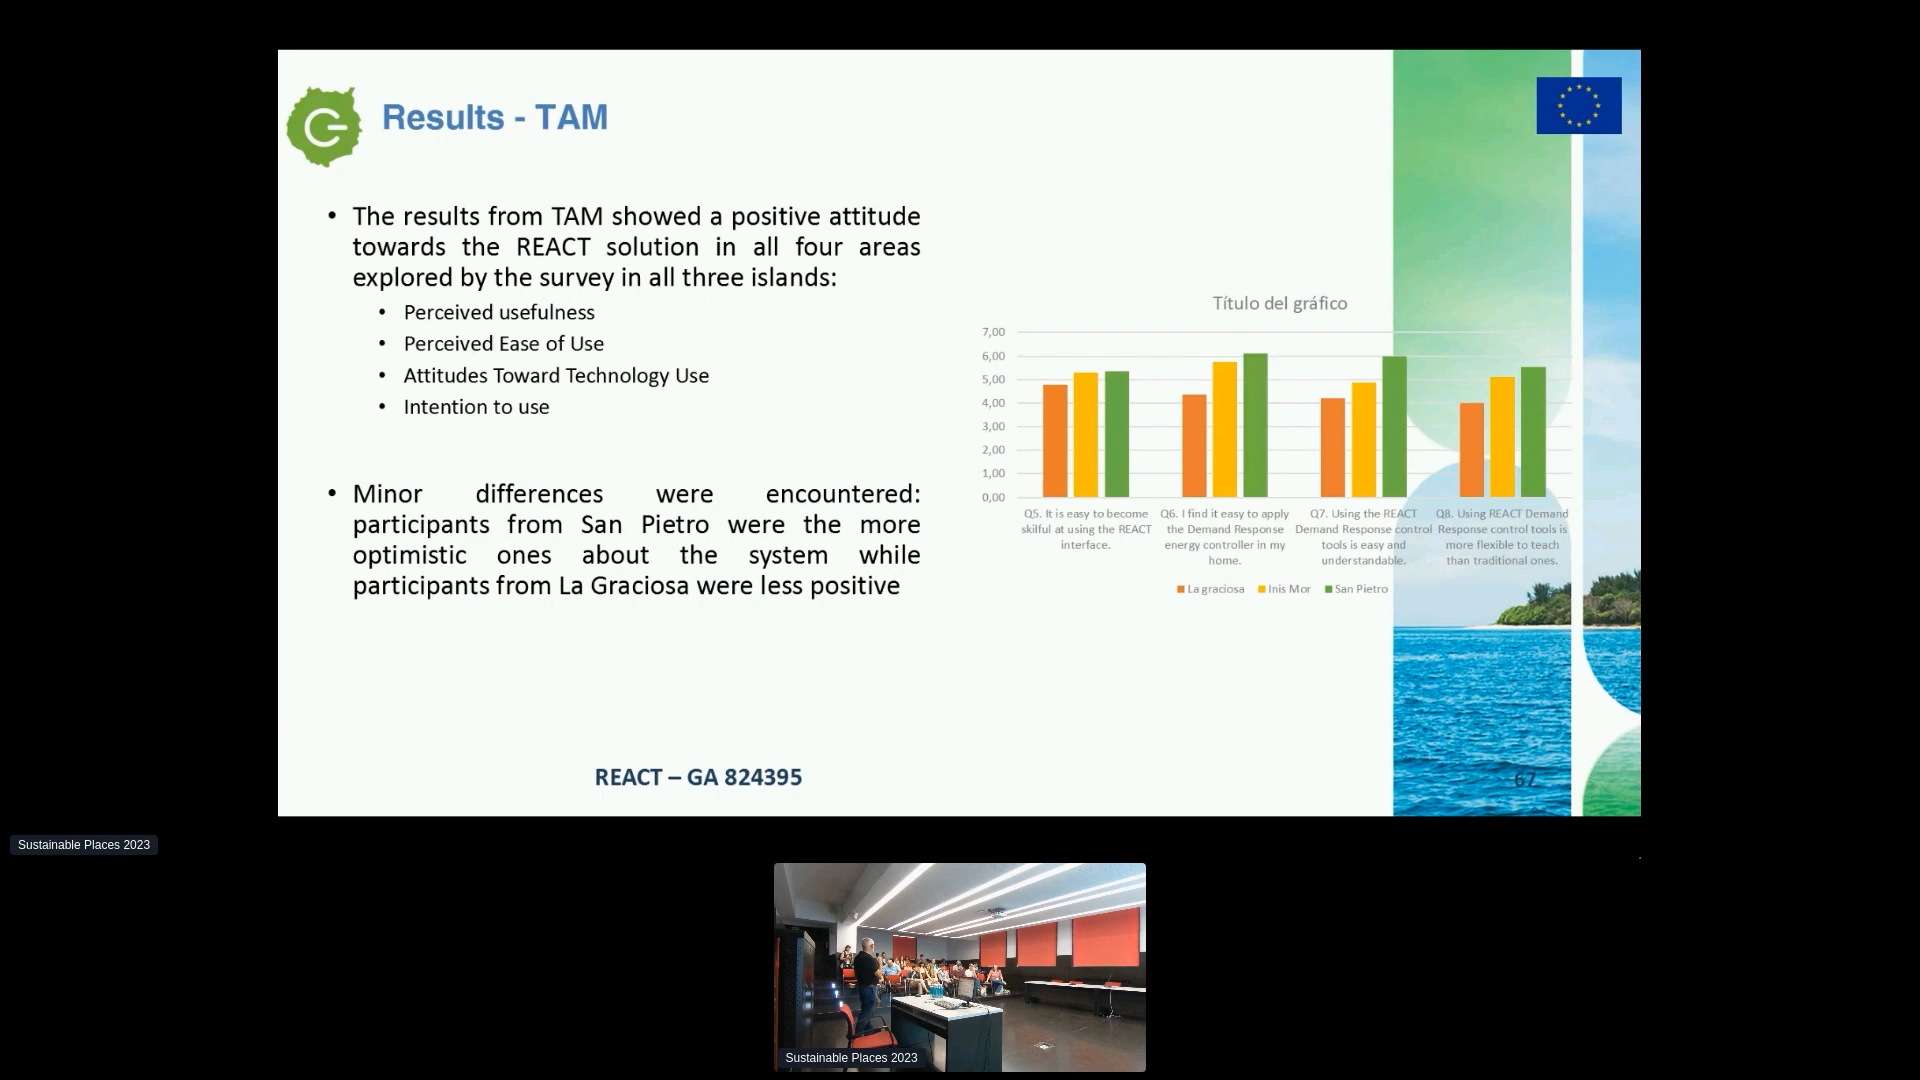 Results - TAM
• The results from TAM showed a positive attitude
towards the REACT solution in all four areas
explored by the survey in all three islands:
• Perceived usefulness
• Perceived Ease of Use
• Attitudes Toward Technology Use
• Intention to use
• Minor differences were encountered:
participants from San Pietro were the more
optimistic ones about the system while
participants from La Graciosa were less positive
Título del gráfico
7,00
6,00
5,00
4,00
3,00
2,00
1,00
0,00
Q5. It is easy to become
skilful at using the REACT
interface.
Q6. I find it easy to apply
the Demand Response
energy controller in my
home.
Q7. Using the REACT
Demand Response control
tools is easy and
understandable.
Q8. Using REACT Demand
Response control tools is
more flexible to teach
than traditional ones.
La graciosa
Inis Mor
San Pietro
REACT – GA 824395
67
Sustainable Places 2023
Sustainable Places 2023